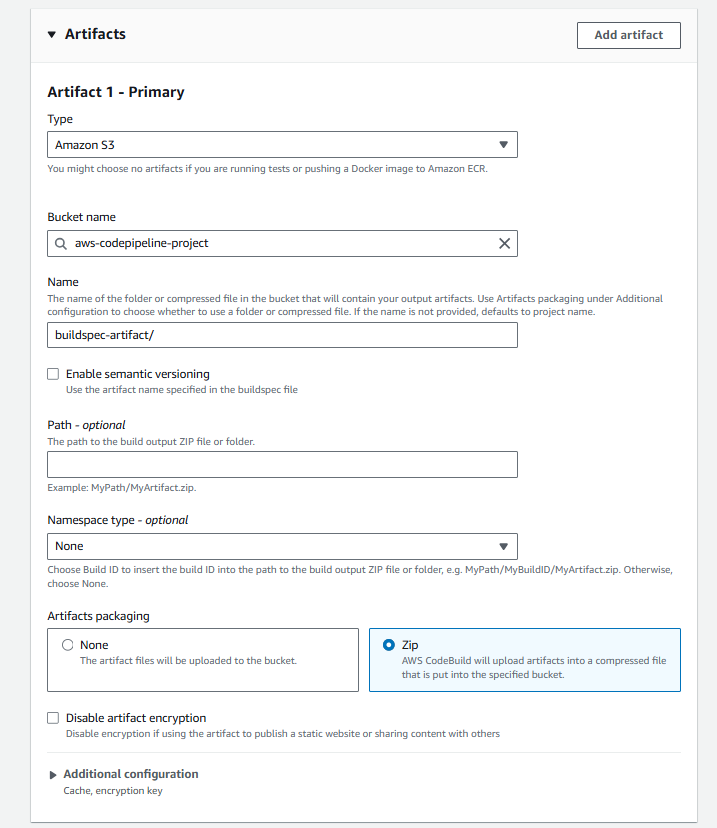 Artifacts
Add artifact
Artifact 1 - Primary
Type
Amazon S3
You might choose no artifacts if you are running tests or pushing a Docker image to Amazon ECR.
Bucket name
aws-codepipeline-project
Name
The name of the folder or compressed file in the bucket that will contain your output artifacts. Use Artifacts packaging under Additional
configuration to choose whether to use a folder or compressed file. If the name is not provided, defaults to project name.
buildspec-artifact/
Enable semantic versioning
Use the artifact name specified in the buildspec file
Path - optional
The path to the build output ZIP file or folder.
Example: MyPath/MyArtifact.zip.
Namespace type - optional
None
Choose Build ID to insert the build ID into the path to the build output ZIP file or folder, e.g. MyPath/MyBuildID/MyArtifact.zip. Otherwise,
choose None.
Artifacts packaging
None
The artifact files will be uploaded to the bucket.
Zip
AWS CodeBuild will upload artifacts into a compressed file
that is put into the specified bucket.
Disable artifact encryption
Disable encryption if using the artifact to publish a static website or sharing content with others
Additional configuration
Cache, encryption key